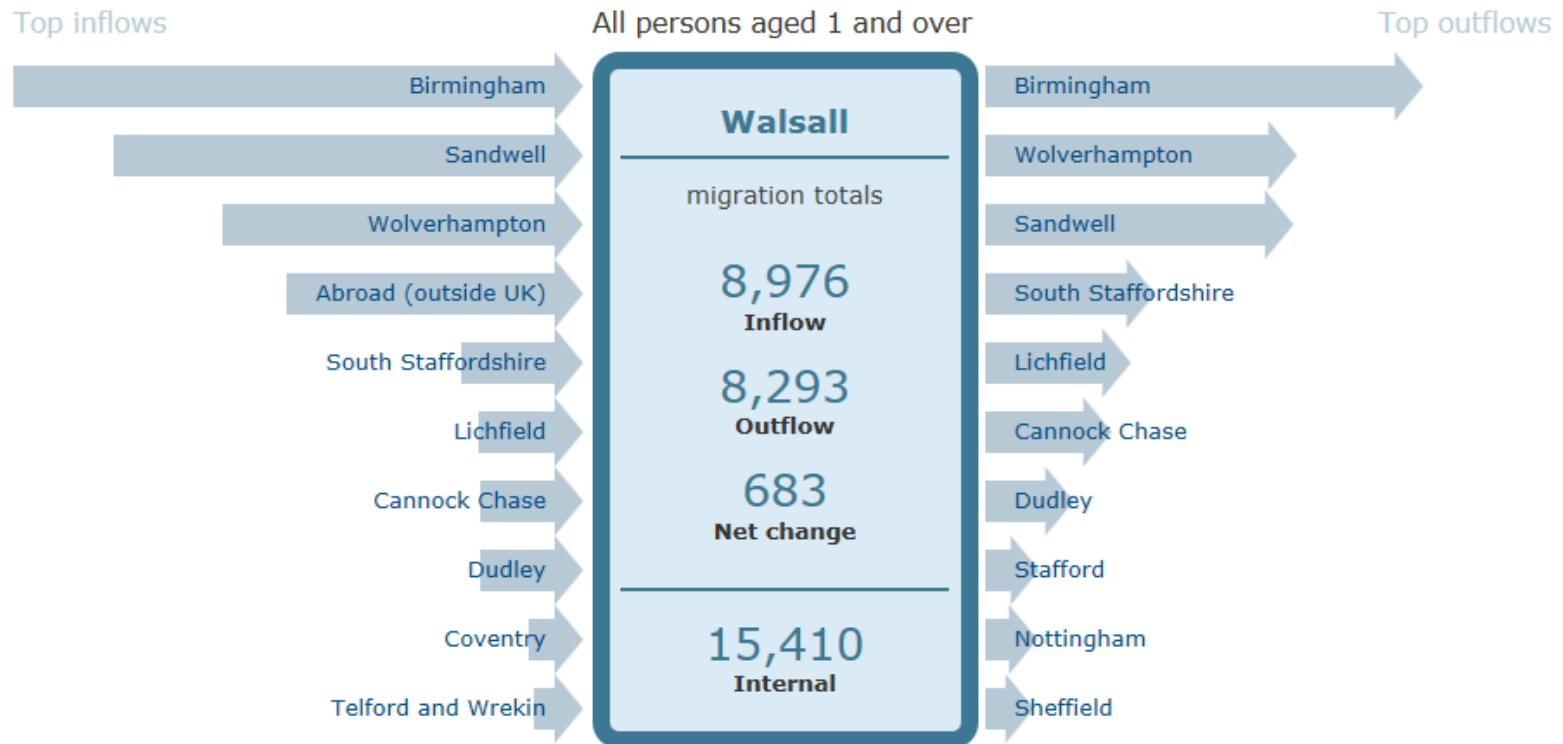 Top inflows
All persons aged 1 and over
Top outflows
Birmingham
Sandwell
Wolverhampton
Abroad (outside UK)
South Staffordshire
Lichfield
Cannock Chase
Dudley
Coventry
Telford and Wrekin
Walsall
migration totals
8,976
Inflow
8,293
Outflow
683
Net change
15,410
Internal
Birmingham
Wolverhampton
Sandwell
South Staffordshire
Lichfield
Cannock Chase
Dudley
Stafford
Nottingham
Sheffield